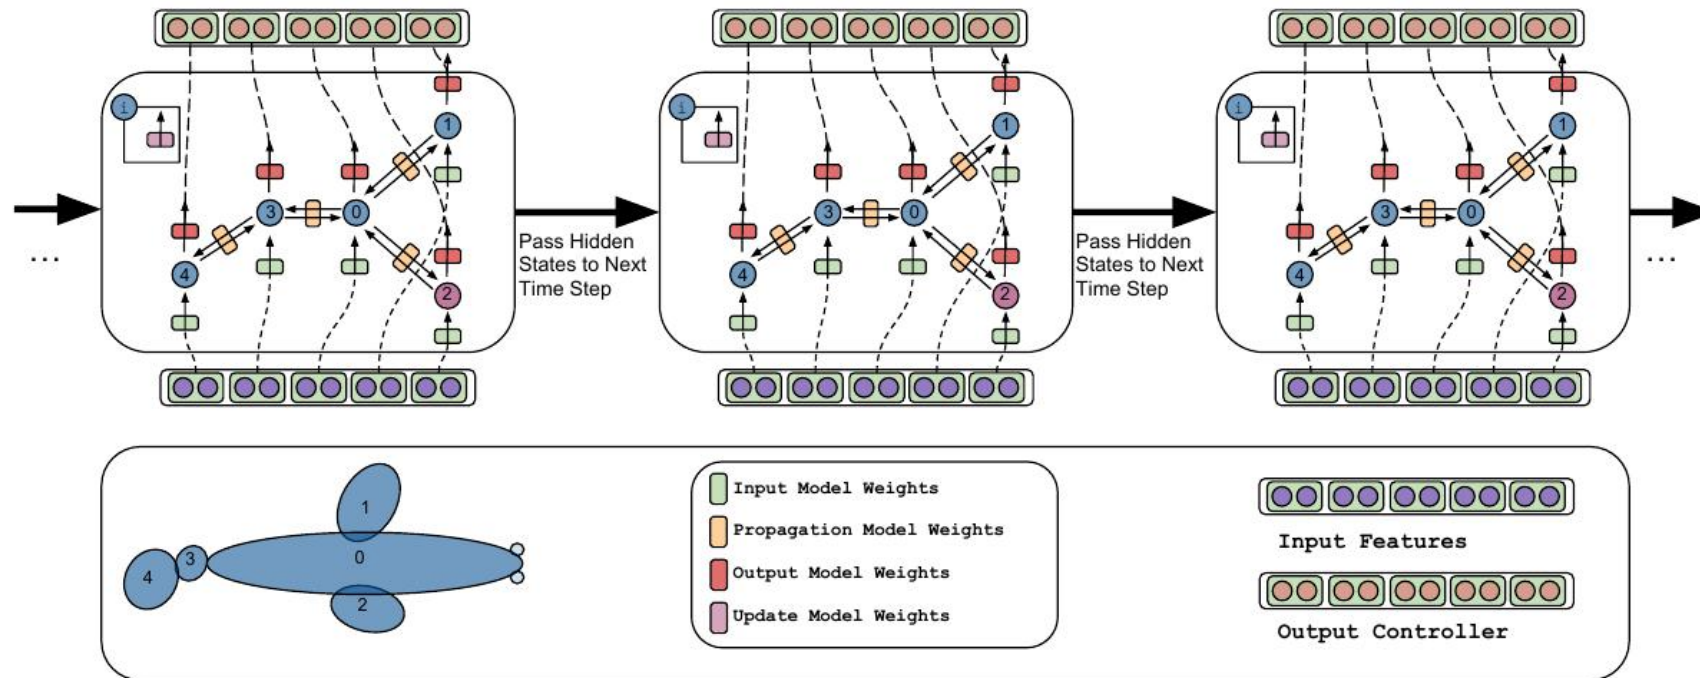 i
1
3
0
4
2
...
Pass Hidden
States to Next
Time Step
i
1
3
0
4
2
Pass Hidden
States to Next
Time Step
i
1
3
0
4
2
...
1
0
3
4
2
Input Model Weights
Propagation Model Weights
Output Model Weights
Update Model Weights
Input Features
Output Controller